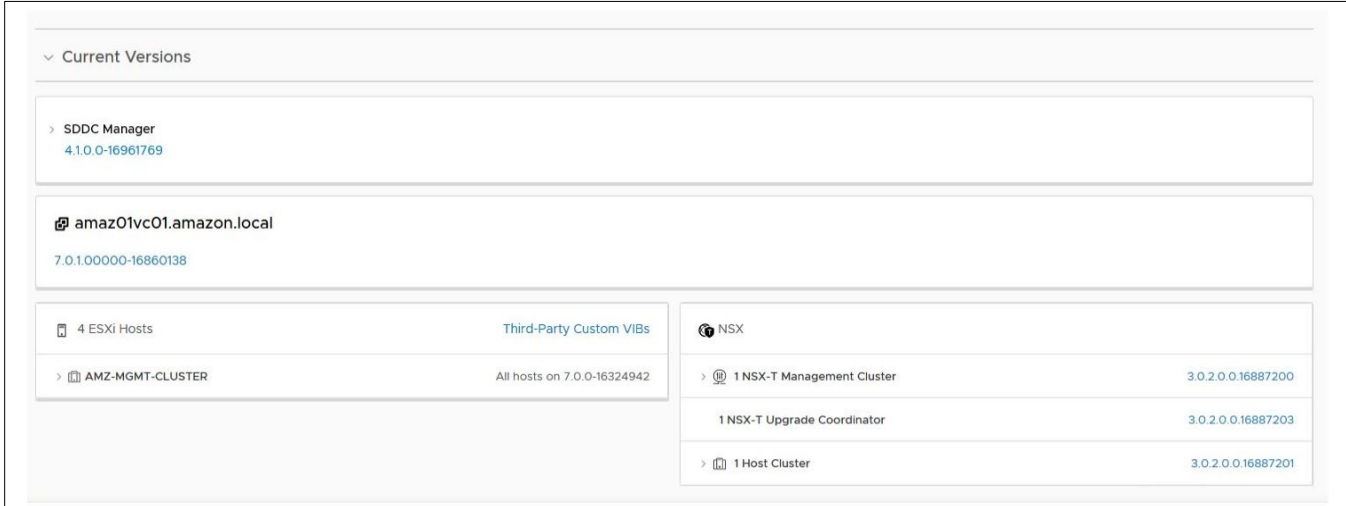 Current Versions
SDDC Manager
4.1.0.0-16961769
amaz01vc01.amazon.local
7.0.1.00000-16860138
4 ESXi Hosts
Third-Party Custom VIBs
AMZ-MGMT-CLUSTER
All hosts on 7.0.0-16324942
NSX
1 NSX-T Management Cluster
3.0.2.0.0.16887200
1 NSX-T Upgrade Coordinator
3.0.2.0.0.16887203
1 Host Cluster
3.0.2.0.0.16887201